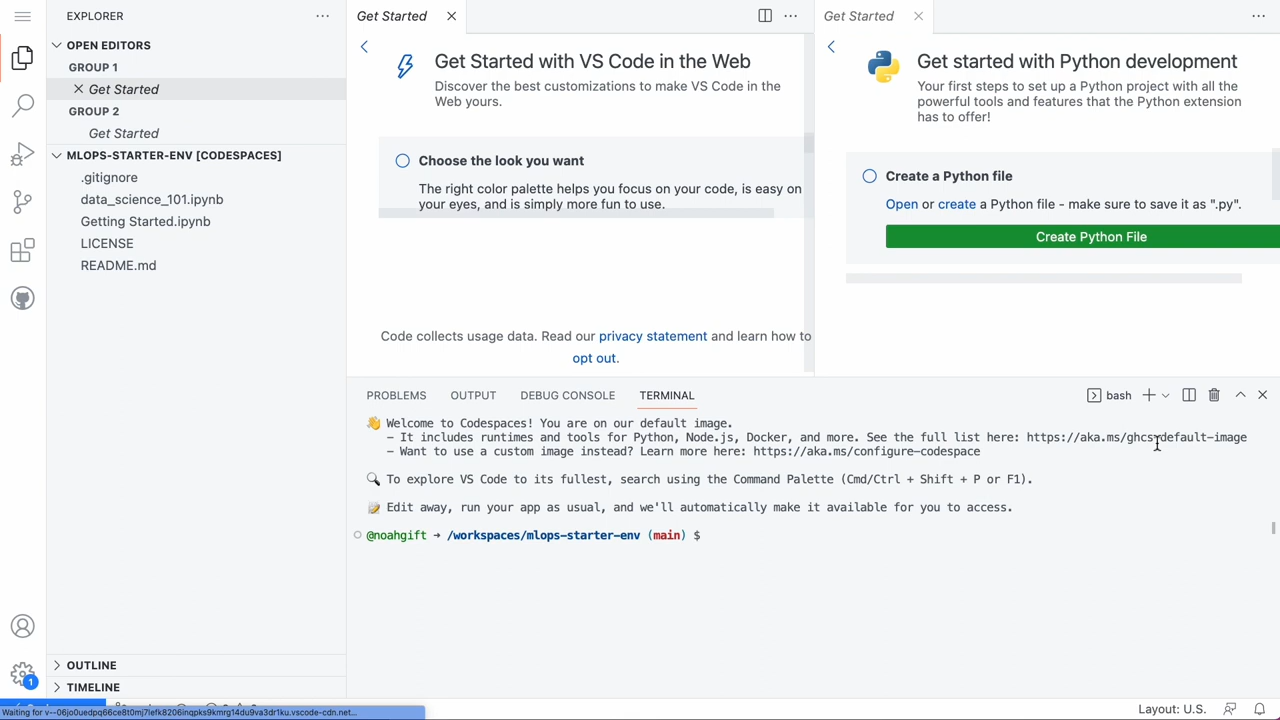 EXPLORER
OPEN EDITORS
GROUP 1
Get Started
GROUP 2
Get Started
MLOPS-STARTER-ENV [CODESPACES]
.gitignore
data_science_101.ipynb
Getting Started.ipynb
LICENSE
README.md
OUTLINE
TIMELINE
1
Get Started
Get Started with VS Code in the Web
Discover the best customizations to make VS Code in the
Web yours.
Choose the look you want
The right color palette helps you focus on your code, is easy on
your eyes, and is simply more fun to use.
Code collects usage data. Read our privacy statement and learn how to
opt out.
Get Started
Get started with Python development
Your first steps to set up a Python project with all the
powerful tools and features that the Python extension
has to offer!
Create a Python file
Open or create a Python file - make sure to save it as ".py".
Create Python File
PROBLEMS OUTPUT DEBUG CONSOLE TERMINAL
bash
👋 Welcome to Codespaces! You are on our default image.
- It includes runtimes and tools for Python, Node.js, Docker, and more. See the full list here: https://aka.ms/ghcs-default-image
- Want to use a custom image instead? Learn more here: https://aka.ms/configure-codespace
🔍 To explore VS Code to its fullest, search using the Command Palette (Cmd/Ctrl + Shift + P or F1).
📝 Edit away, run your app as usual, and we'll automatically make it available for you to access.
@noahgift → /workspaces/mlops-starter-env (main) $
Layout: U.S.